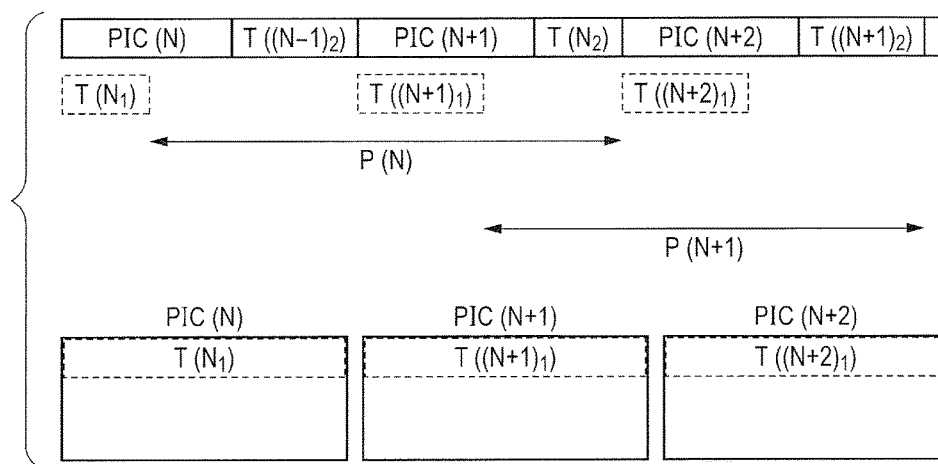 PIC (N) T ((N–1)₂) PIC (N+1) T (N₂) PIC (N+2) T ((N+1)₂)
T (N₁) T ((N+1)₁) T ((N+2)₁)
P (N)
P (N+1)
PIC (N) PIC (N+1) PIC (N+2)
T (N₁) T ((N+1)₁) T ((N+2)₁)